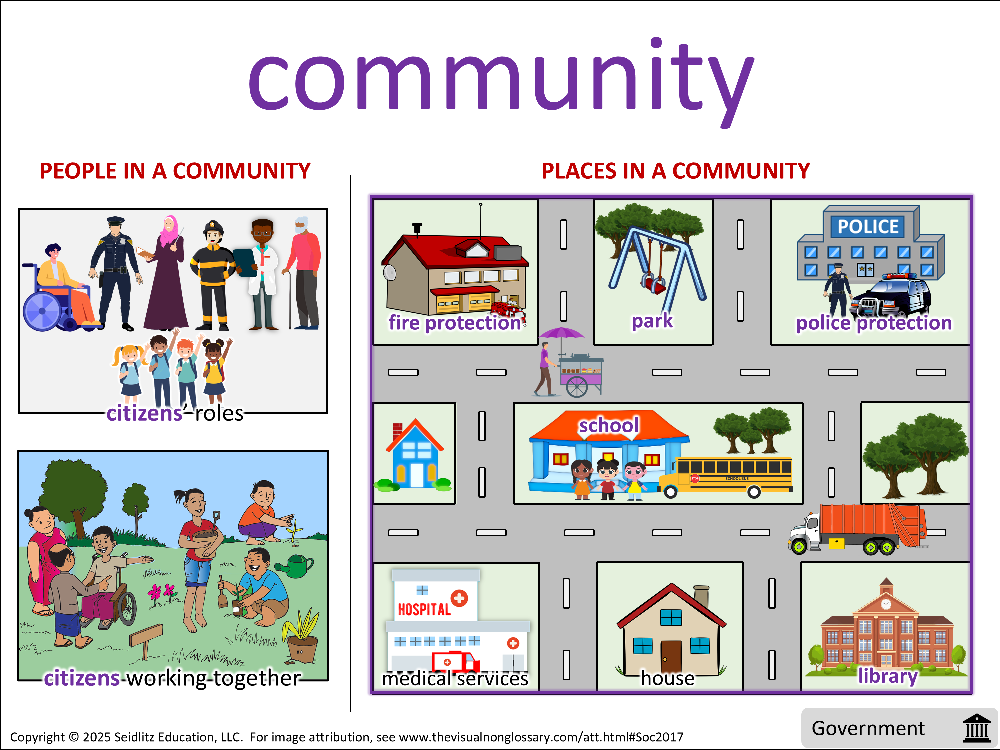 community
PEOPLE IN A COMMUNITY
citizens’ roles
citizens working together
PLACES IN A COMMUNITY
POLICE
fire protection
park
police protection
school
STOP
SCHOOL BUS
HOSPITAL
medical services
house
library
Government
Copyright © 2025 Seidlitz Education, LLC. For image attribution, see www.thevisualnonglossary.com/att.html#Soc2017